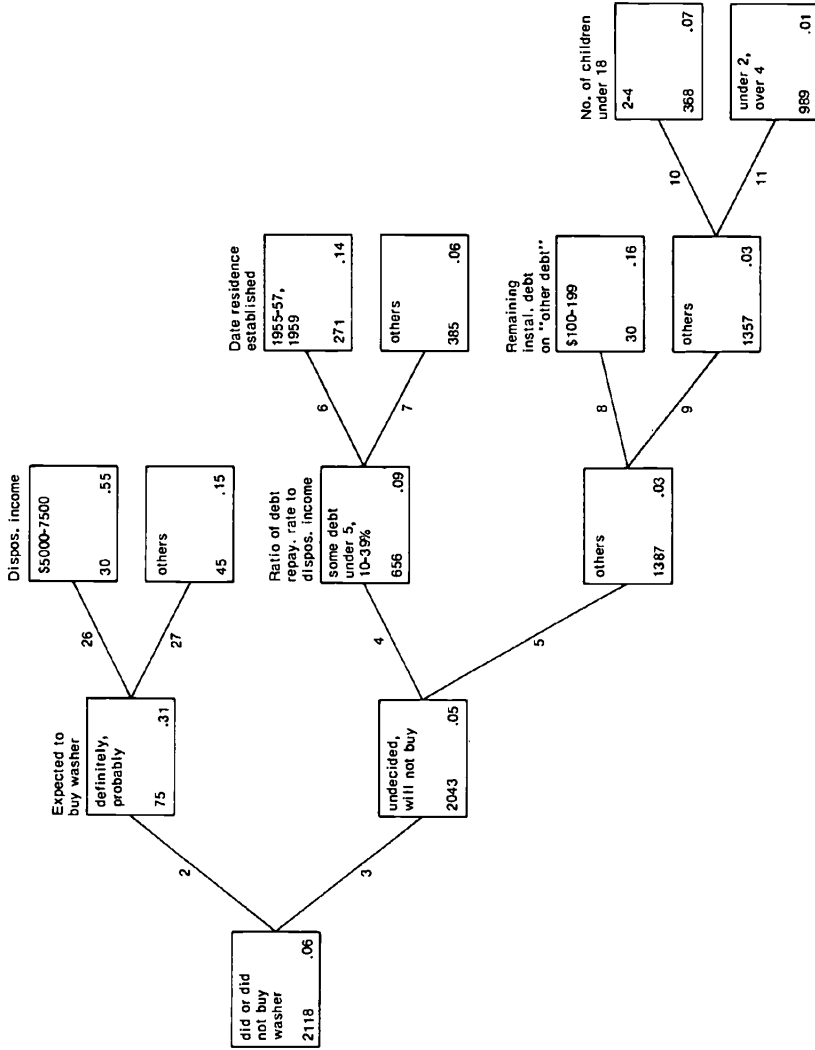 did or did
not buy
washer
2118 .06
2
3
Expected to
buy washer
definitely,
probably
75 .31
undecided,
will not buy
2043 .05
26
27
4
5
Dispos. income
$5000-7500
30 .55
others
45 .15
Ratio of debt
repay. rate to
dispos. income
some debt
under 5,
10-39%
656 .09
others
1387 .03
6
7
8
9
Date residence
established
1955-57,
1959
271 .14
others
385 .06
Remaining
instal. debt
on "other debt"
$100-199
30 .16
others
1357 .03
10
11
No. of children
under 18
2-4
368 .07
under 2,
over 4
989 .01